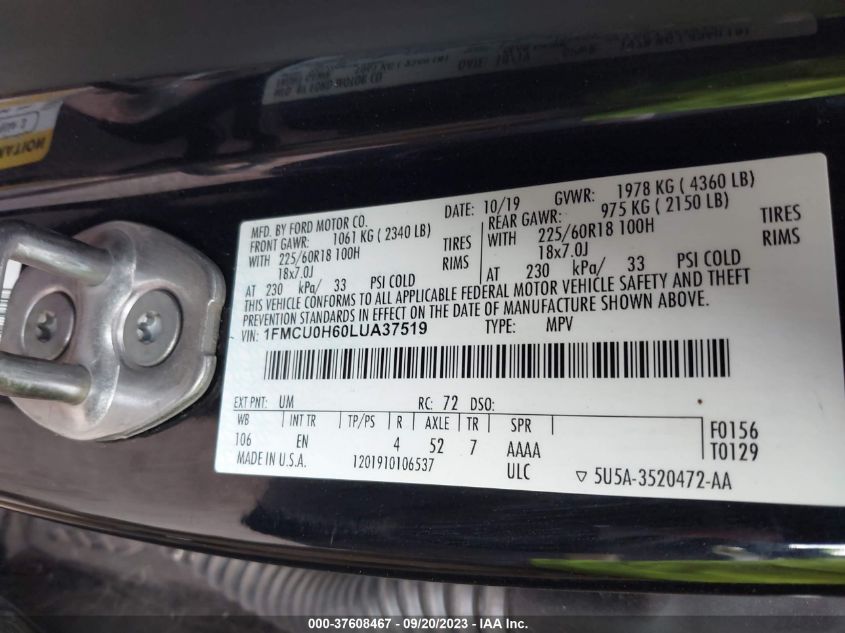 MFD. BY FORD MOTOR CO.
DATE: 10/19 GVWR: 1978 KG ( 4360 LB)
FRONT GAWR: 1061 KG ( 2340 LB) REAR GAWR: 975 KG ( 2150 LB)
WITH 225/60R18 100H TIRES WITH 225/60R18 100H TIRES
18x7.0J RIMS 18x7.0J RIMS
AT 230 kPa/ 33 PSI COLD AT 230 kPa/ 33 PSI COLD
THIS VEHICLE CONFORMS TO ALL APPLICABLE FEDERAL MOTOR VEHICLE SAFETY AND THEFT
PREVENTION STANDARDS IN EFFECT ON THE DATE OF MANUFACTURE SHOWN ABOVE.
VIN: 1FMCU0H60LUA37519 TYPE: MPV
EXT PNT: UM RC: 72 DSO:
WB INT TR TP/PS R AXLE TR SPR
106 EN 4 52 7 AAAA
F0156
T0129
MADE IN U.S.A. 1201910106537 ULC ▽ 5U5A-3520472-AA
000-37608467 - 09/20/2023 - IAA Inc.